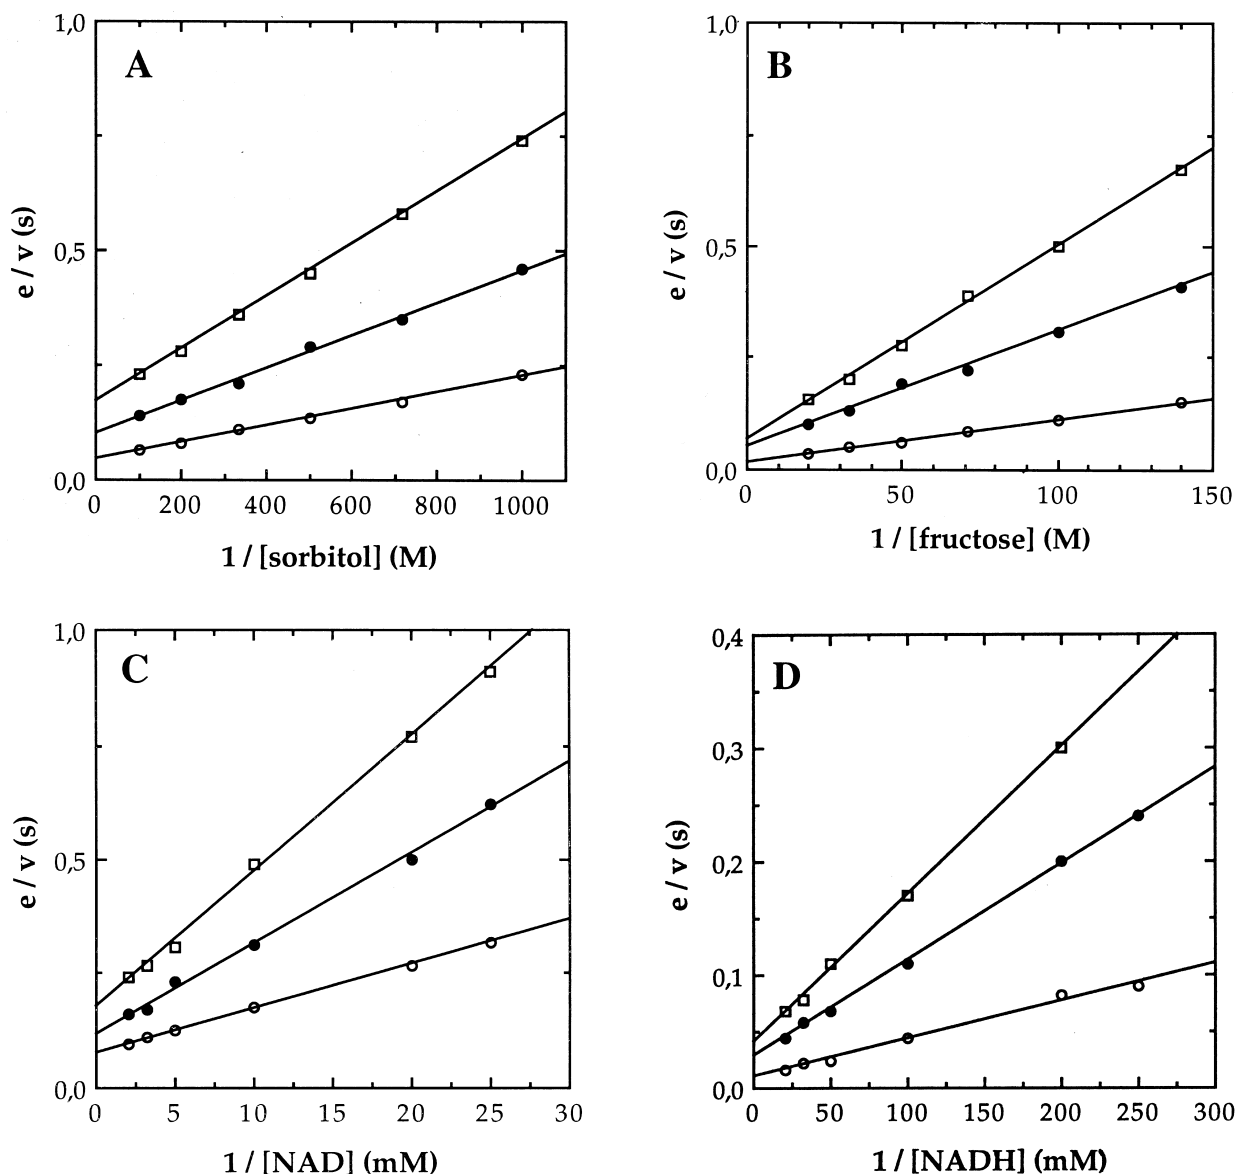 A
1,0
0,5
0,0
e / v (s)
0 200 400 600 800 1000
1 / [sorbitol] (M)
B
1,0
0,5
0,0
e / v (s)
0 50 100 150
1 / [fructose] (M)
C
1,0
0,5
0,0
e / v (s)
0 5 10 15 20 25 30
1 / [NAD] (mM)
D
0,4
0,3
0,2
0,1
0,0
e / v (s)
0 50 100 150 200 250 300
1 / [NADH] (mM)